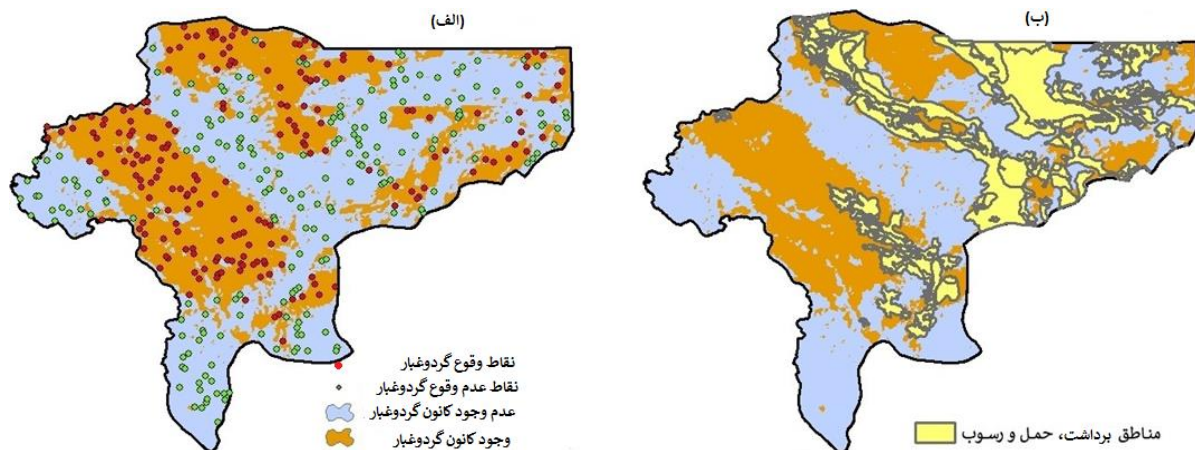 (الف)
(ب)
نقاط وقوع گردوغبار
نقاط عدم وقوع گردوغبار
عدم وجود کانون گردوغبار
وجود کانون گردوغبار
مناطق برداشت، حمل و رسوب